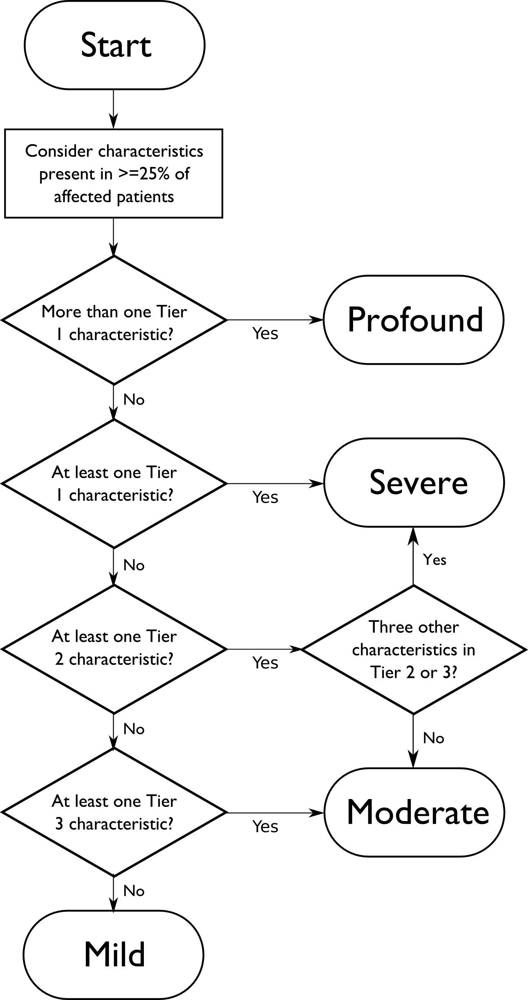 Start
Consider characteristics
present in >=25% of
affected patients
More than one Tier
1 characteristic?
Yes
Profound
No
At least one Tier
1 characteristic?
Yes
Severe
No
Yes
At least one Tier
2 characteristic?
Yes
Three other
characteristics in
Tier 2 or 3?
No
No
At least one Tier
3 characteristic?
Yes
Moderate
No
Mild